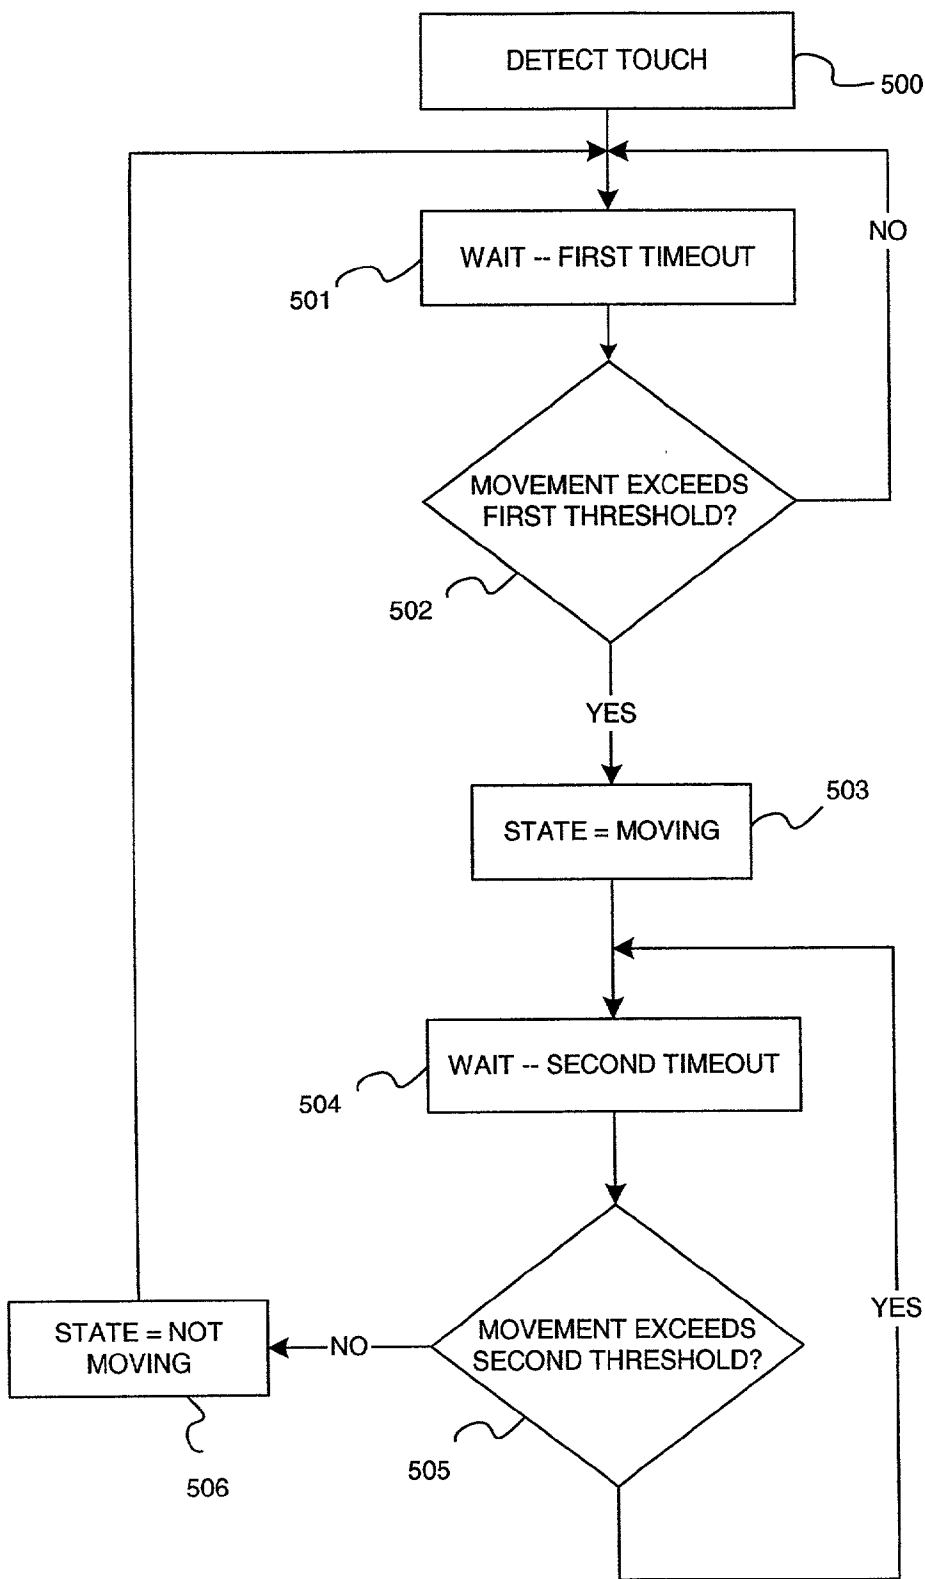 DETECT TOUCH
500
NO
WAIT -- FIRST TIMEOUT
501
MOVEMENT EXCEEDS
FIRST THRESHOLD?
502
YES
503
STATE = MOVING
WAIT -- SECOND TIMEOUT
504
YES
STATE = NOT
MOVING
NO
MOVEMENT EXCEEDS
SECOND THRESHOLD?
505
506